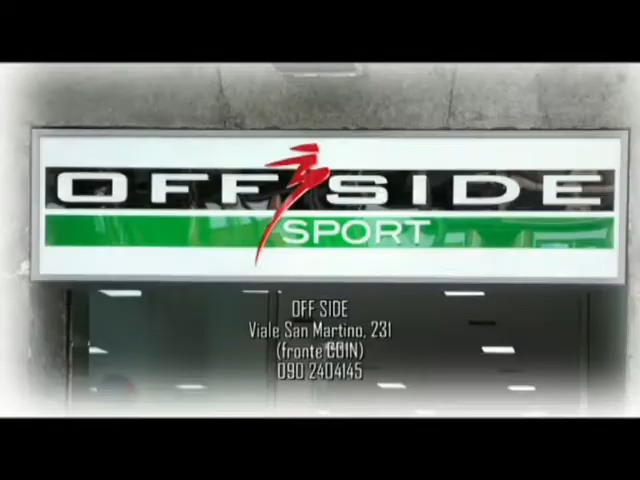 OFF SIDE
SPORT
OFF SIDE
Viale San Martino, 231
(fronte COIN)
090 2404145